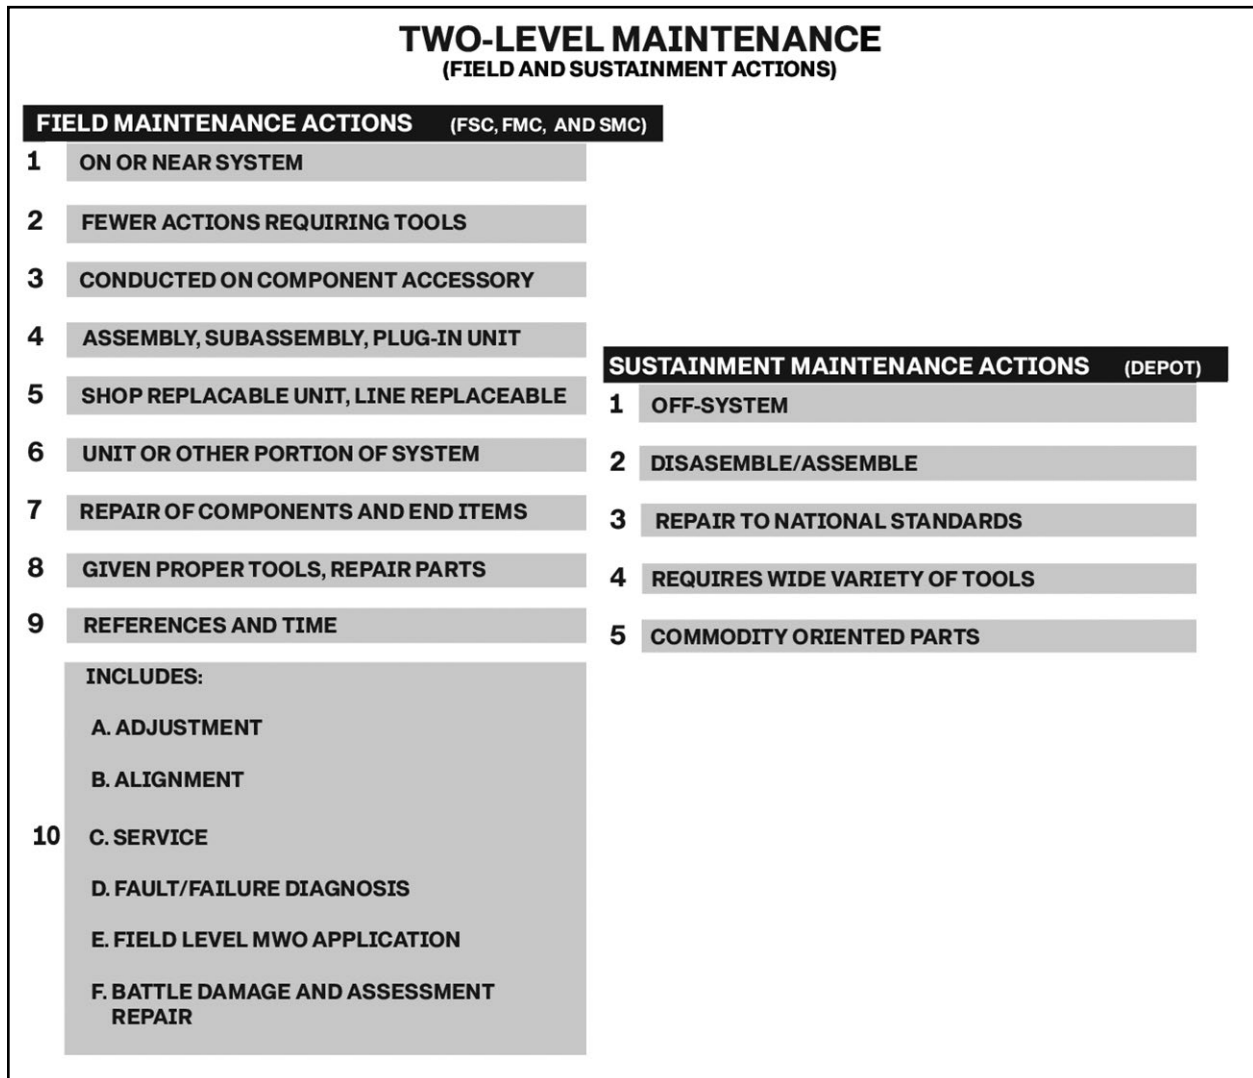 TWO-LEVEL MAINTENANCE
(FIELD AND SUSTAINMENT ACTIONS)
FIELD MAINTENANCE ACTIONS (FSC, FMC, AND SMC)
1 ON OR NEAR SYSTEM
2 FEWER ACTIONS REQUIRING TOOLS
3 CONDUCTED ON COMPONENT ACCESSORY
4 ASSEMBLY, SUBASSEMBLY, PLUG-IN UNIT
5 SHOP REPLACABLE UNIT, LINE REPLACEABLE
6 UNIT OR OTHER PORTION OF SYSTEM
7 REPAIR OF COMPONENTS AND END ITEMS
8 GIVEN PROPER TOOLS, REPAIR PARTS
9 REFERENCES AND TIME
10
INCLUDES:
A. ADJUSTMENT
B. ALIGNMENT
C. SERVICE
D. FAULT/FAILURE DIAGNOSIS
E. FIELD LEVEL MWO APPLICATION
F. BATTLE DAMAGE AND ASSESSMENT
REPAIR
SUSTAINMENT MAINTENANCE ACTIONS (DEPOT)
1 OFF-SYSTEM
2 DISASEMBLE/ASSEMBLE
3 REPAIR TO NATIONAL STANDARDS
4 REQUIRES WIDE VARIETY OF TOOLS
5 COMMODITY ORIENTED PARTS